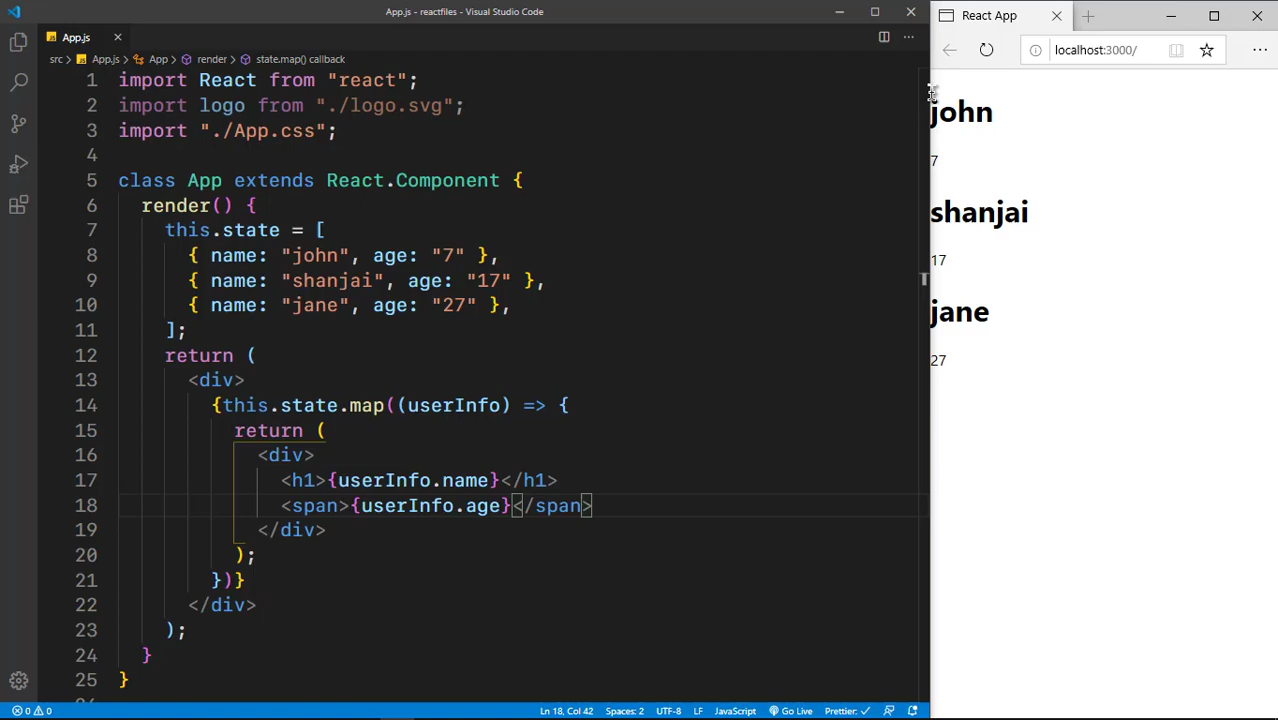 App.js - reactfiles - Visual Studio Code
App.js
src > App.js > App > render > state.map() callback
1 import React from "react";
2 import logo from "./logo.svg";
3 import "./App.css";
4
5 class App extends React.Component {
6 render() {
7 this.state = [
8 { name: "john", age: "7" },
9 { name: "shanjai", age: "17" },
10 { name: "jane", age: "27" },
11 ];
12 return (
13 <div>
14 {this.state.map((userInfo) => {
15 return (
16 <div>
17 <h1>{userInfo.name}</h1>
18 <span>{userInfo.age}</span>
19 </div>
20 );
21 })}
22 </div>
23 );
24 }
25 }
0 0
Ln 18, Col 42 Spaces: 2 UTF-8 LF JavaScript Go Live Prettier: ✓
React App
localhost:3000/
john
7
shanjai
17
jane
27